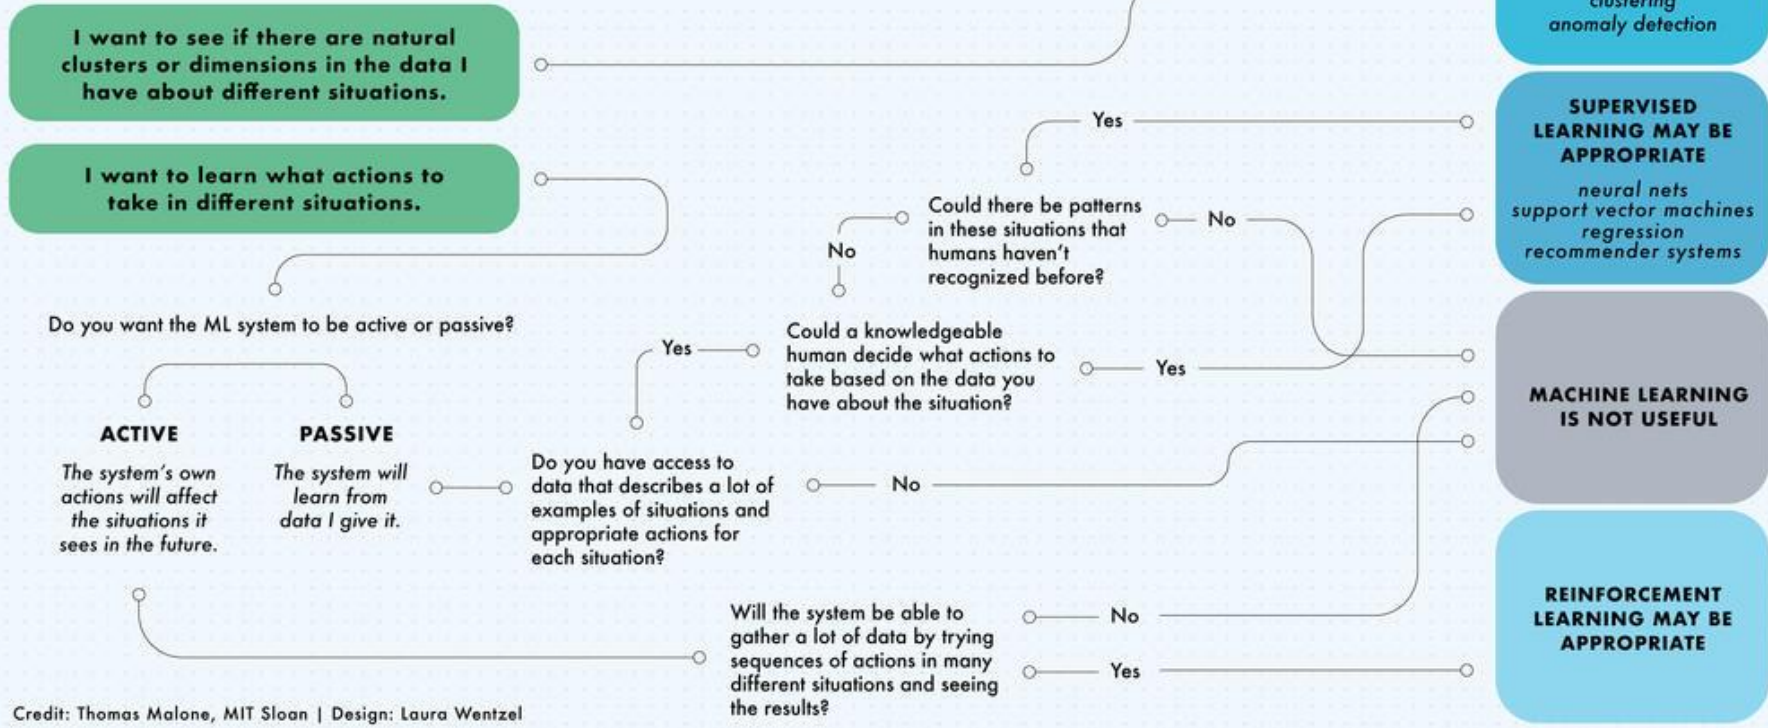 I want to see if there are natural
clusters or dimensions in the data I
have about different situations.
clustering
anomaly detection
I want to learn what actions to
take in different situations.
Yes
SUPERVISED
LEARNING MAY BE
APPROPRIATE
neural nets
support vector machines
regression
recommender systems
Could there be patterns
in these situations that
humans haven't
recognized before?
No
No
Do you want the ML system to be active or passive?
Could a knowledgeable
human decide what actions to
take based on the data you
have about the situation?
Yes
Yes
MACHINE LEARNING
IS NOT USEFUL
ACTIVE
The system's own
actions will affect
the situations it
sees in the future.
PASSIVE
The system will
learn from
data I give it.
Do you have access to
data that describes a lot of
examples of situations and
appropriate actions for
each situation?
No
Will the system be able to
gather a lot of data by trying
sequences of actions in many
different situations and seeing
the results?
No
Yes
REINFORCEMENT
LEARNING MAY BE
APPROPRIATE
Credit: Thomas Malone, MIT Sloan | Design: Laura Wentzel